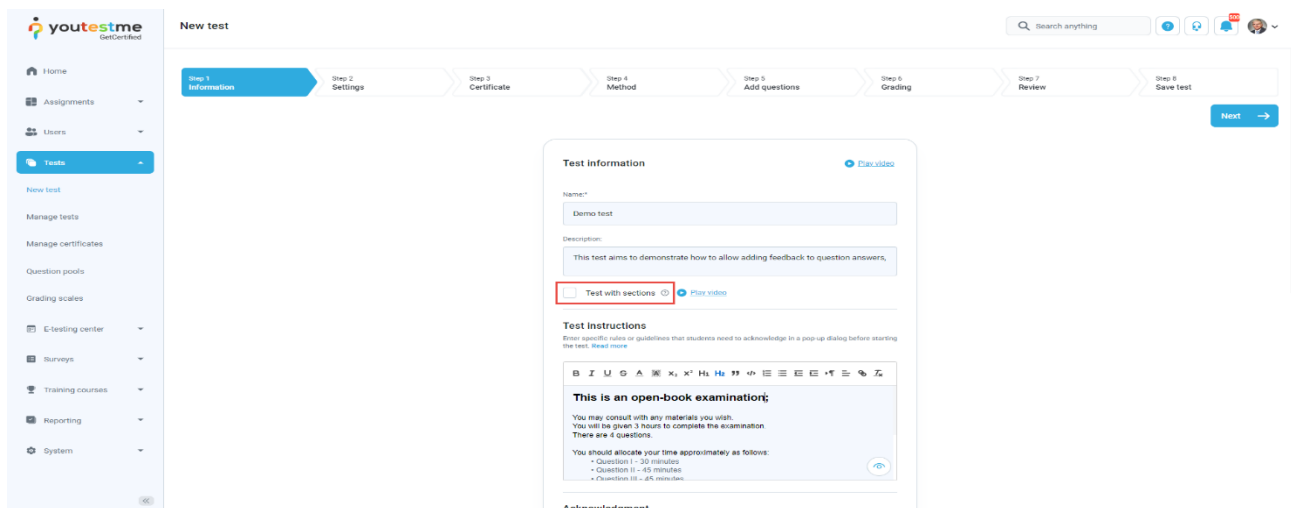 youtestme
GetCertified
New test
Search anything
500
Home
Assignments
Users
Tests
New test
Manage tests
Manage certificates
Question pools
Grading scales
E-testing center
Surveys
Training courses
Reporting
System
Step 1
Information
Step 2
Settings
Step 3
Certificate
Step 4
Method
Step 5
Add questions
Step 6
Grading
Step 7
Review
Step 8
Save test
Next
Test information
Play video
Name:*
Demo test
Description:
This test aims to demonstrate how to allow adding feedback to question answers,
Test with sections
Play video
Test instructions
Enter specific rules or guidelines that students need to acknowledge in a pop-up dialog before starting
the test. Read more
This is an open-book examination;
You may consult with any materials you wish.
You will be given 3 hours to complete the examination
There are 4 questions.
You should allocate your time approximately as follows:
• Question I - 30 minutes
• Question II - 45 minutes
• Question III - 45 minutes
Acknowledgment